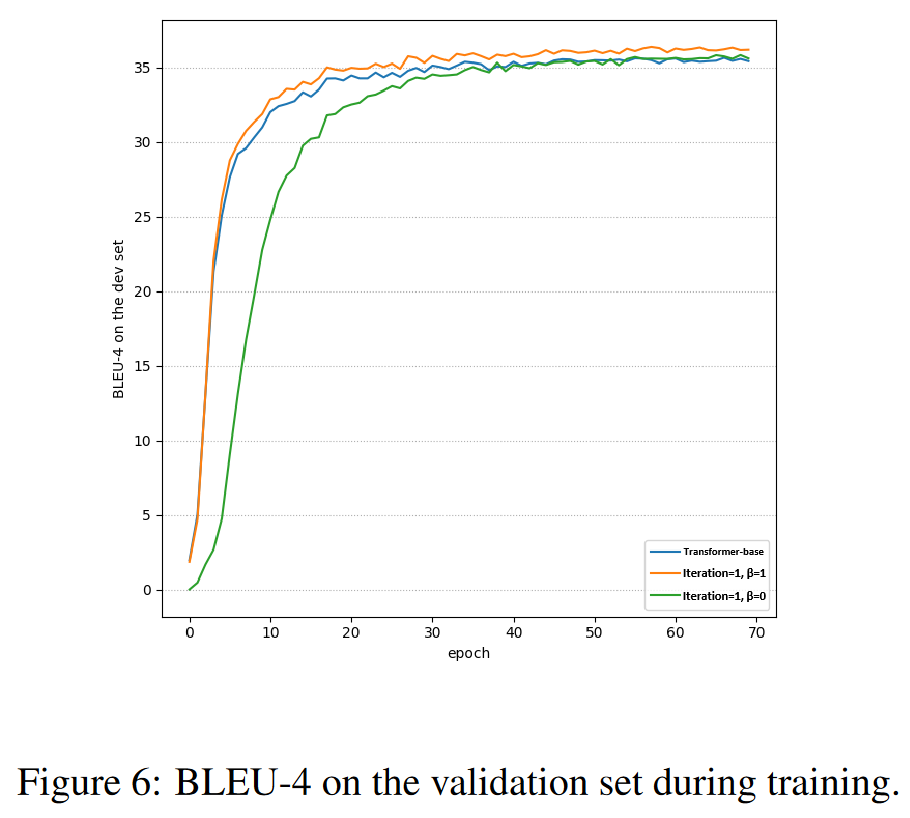 35
30
25
20
15
10
5
0
BLEU-4 on the dev set
Transformer-base
Iteration=1, β=1
Iteration=1, β=0
0 10 20 30 40 50 60 70
epoch
Figure 6: BLEU-4 on the validation set during training.